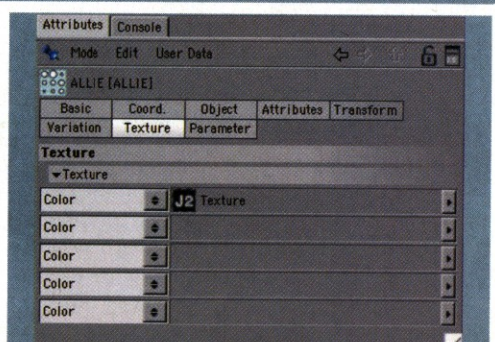 Attributes Console
Mode Edit User Data
ALLIE [ALLIE]
Basic Coord. Object Attributes Transform
Variation Texture Parameter
Texture
Texture
Color J2 Texture
Color
Color
Color
Color